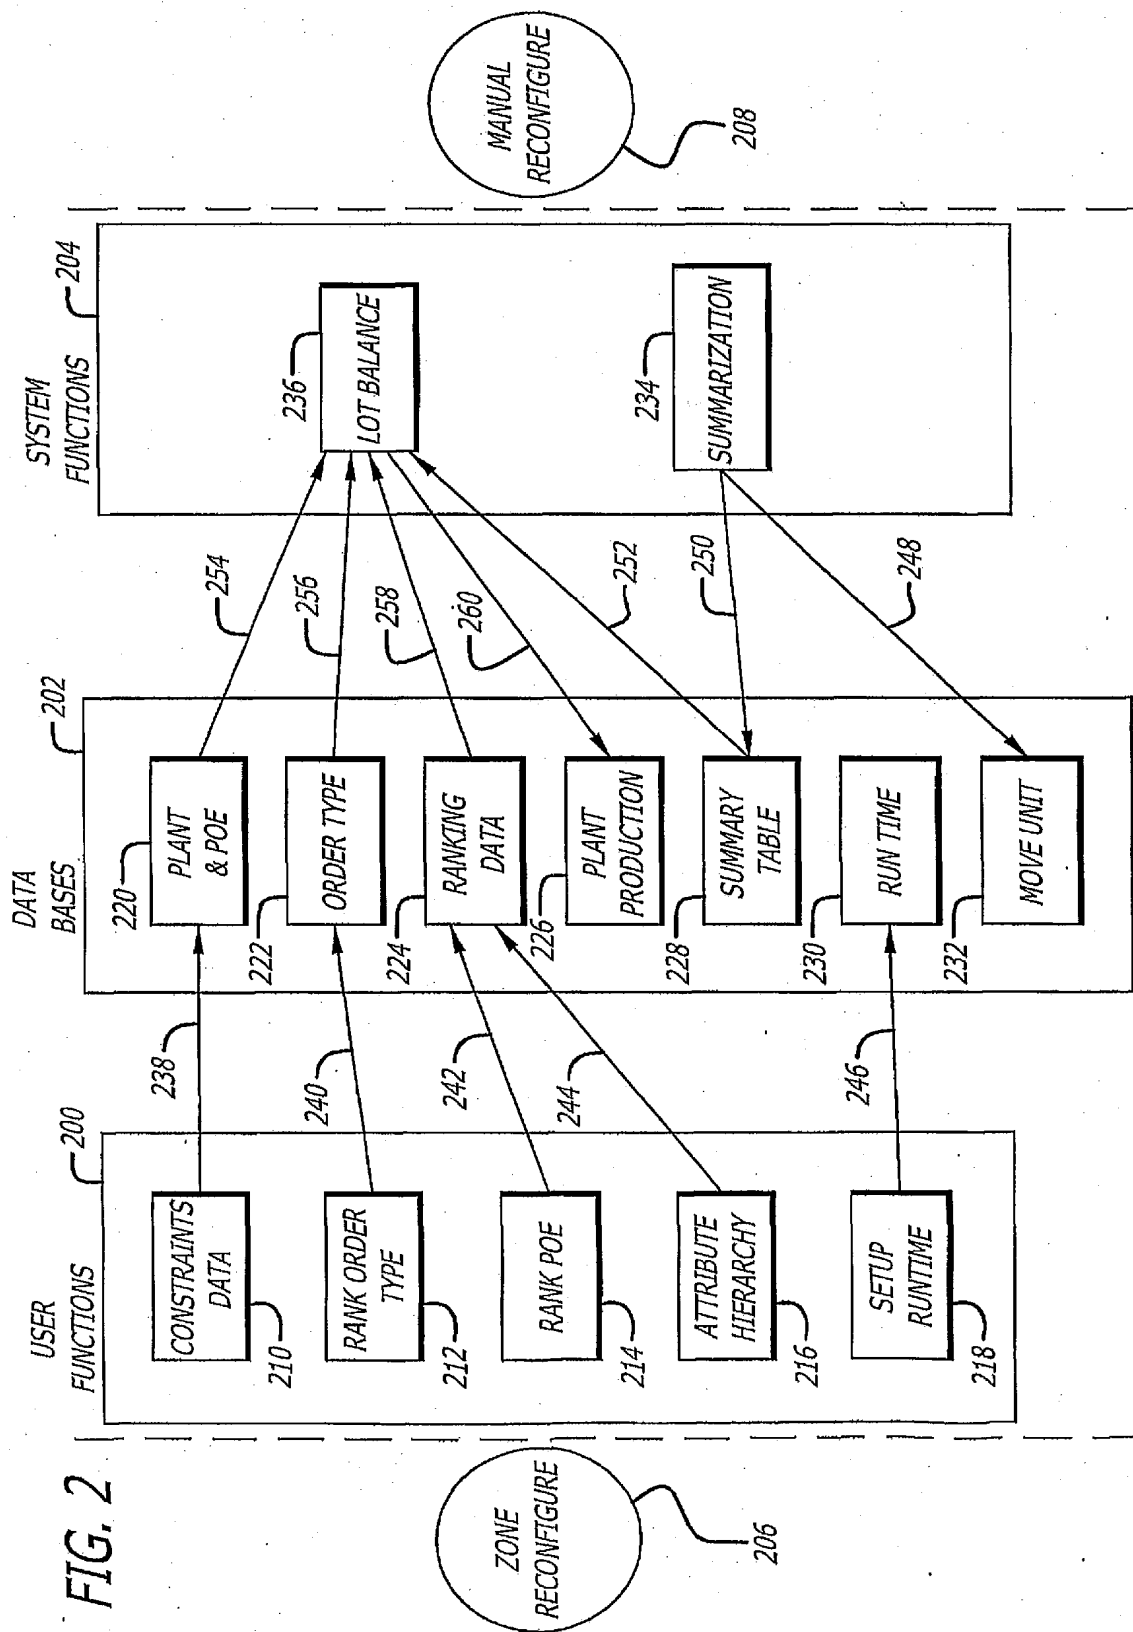 FIG. 2
USER
FUNCTIONS
200
DATA
BASES
202
SYSTEM
FUNCTIONS
204
ZONE
RECONFIGURE
206
MANUAL
RECONFIGURE
208
CONSTRAINTS
DATA
210
RANK ORDER
TYPE
212
RANK POE
214
ATTRIBUTE
HIERARCHY
216
SETUP
RUNTIME
218
238
240
242
244
246
PLANT
& POE
220
ORDER TYPE
222
RANKING
DATA
224
PLANT
PRODUCTION
226
SUMMARY
TABLE
228
RUN TIME
230
MOVE UNIT
232
254
256
258
260
252
250
248
LOT BALANCE
236
SUMMARIZATION
234